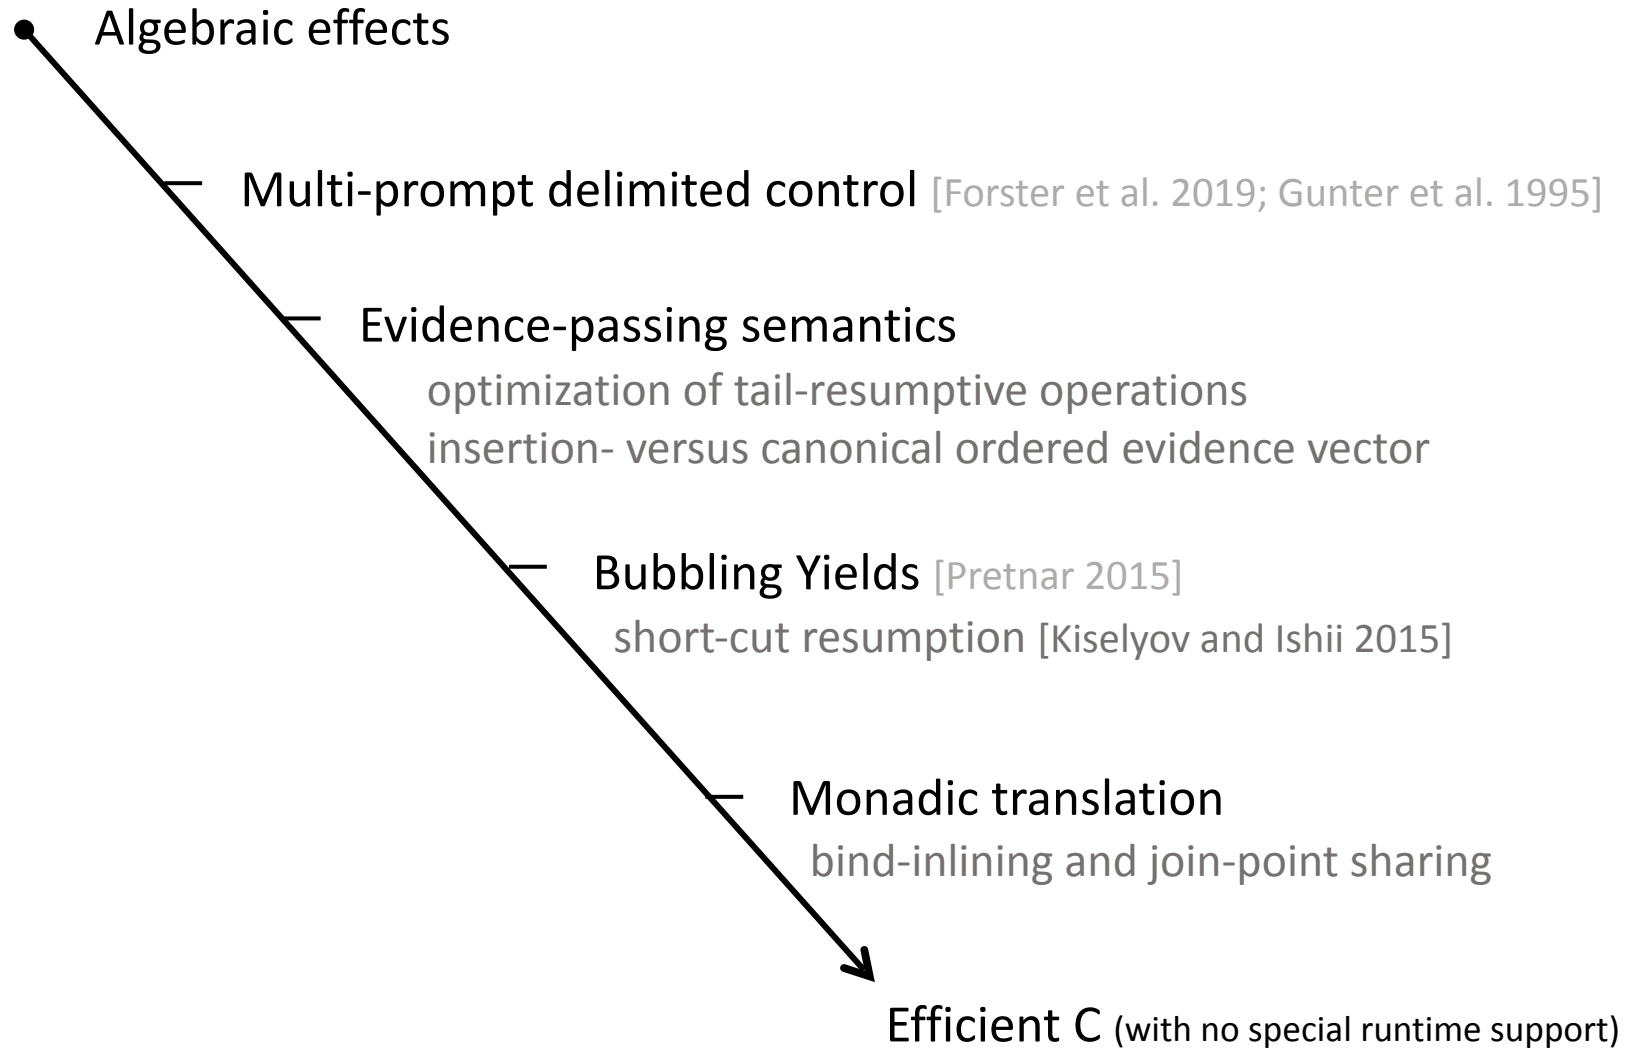 Algebraic effects
Multi-prompt delimited control [Forster et al. 2019; Gunter et al. 1995]
Evidence-passing semantics
optimization of tail-resumptive operations
insertion- versus canonical ordered evidence vector
Bubbling Yields [Pretnar 2015]
short-cut resumption [Kiselyov and Ishii 2015]
Monadic translation
bind-inlining and join-point sharing
Efficient C (with no special runtime support)